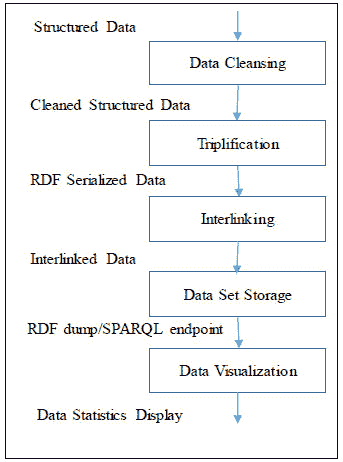 Structured Data
Data Cleansing
Cleaned Structured Data
Triplification
RDF Serialized Data
Interlinking
Interlinked Data
Data Set Storage
RDF dump/SPARQL endpoint
Data Visualization
Data Statistics Display